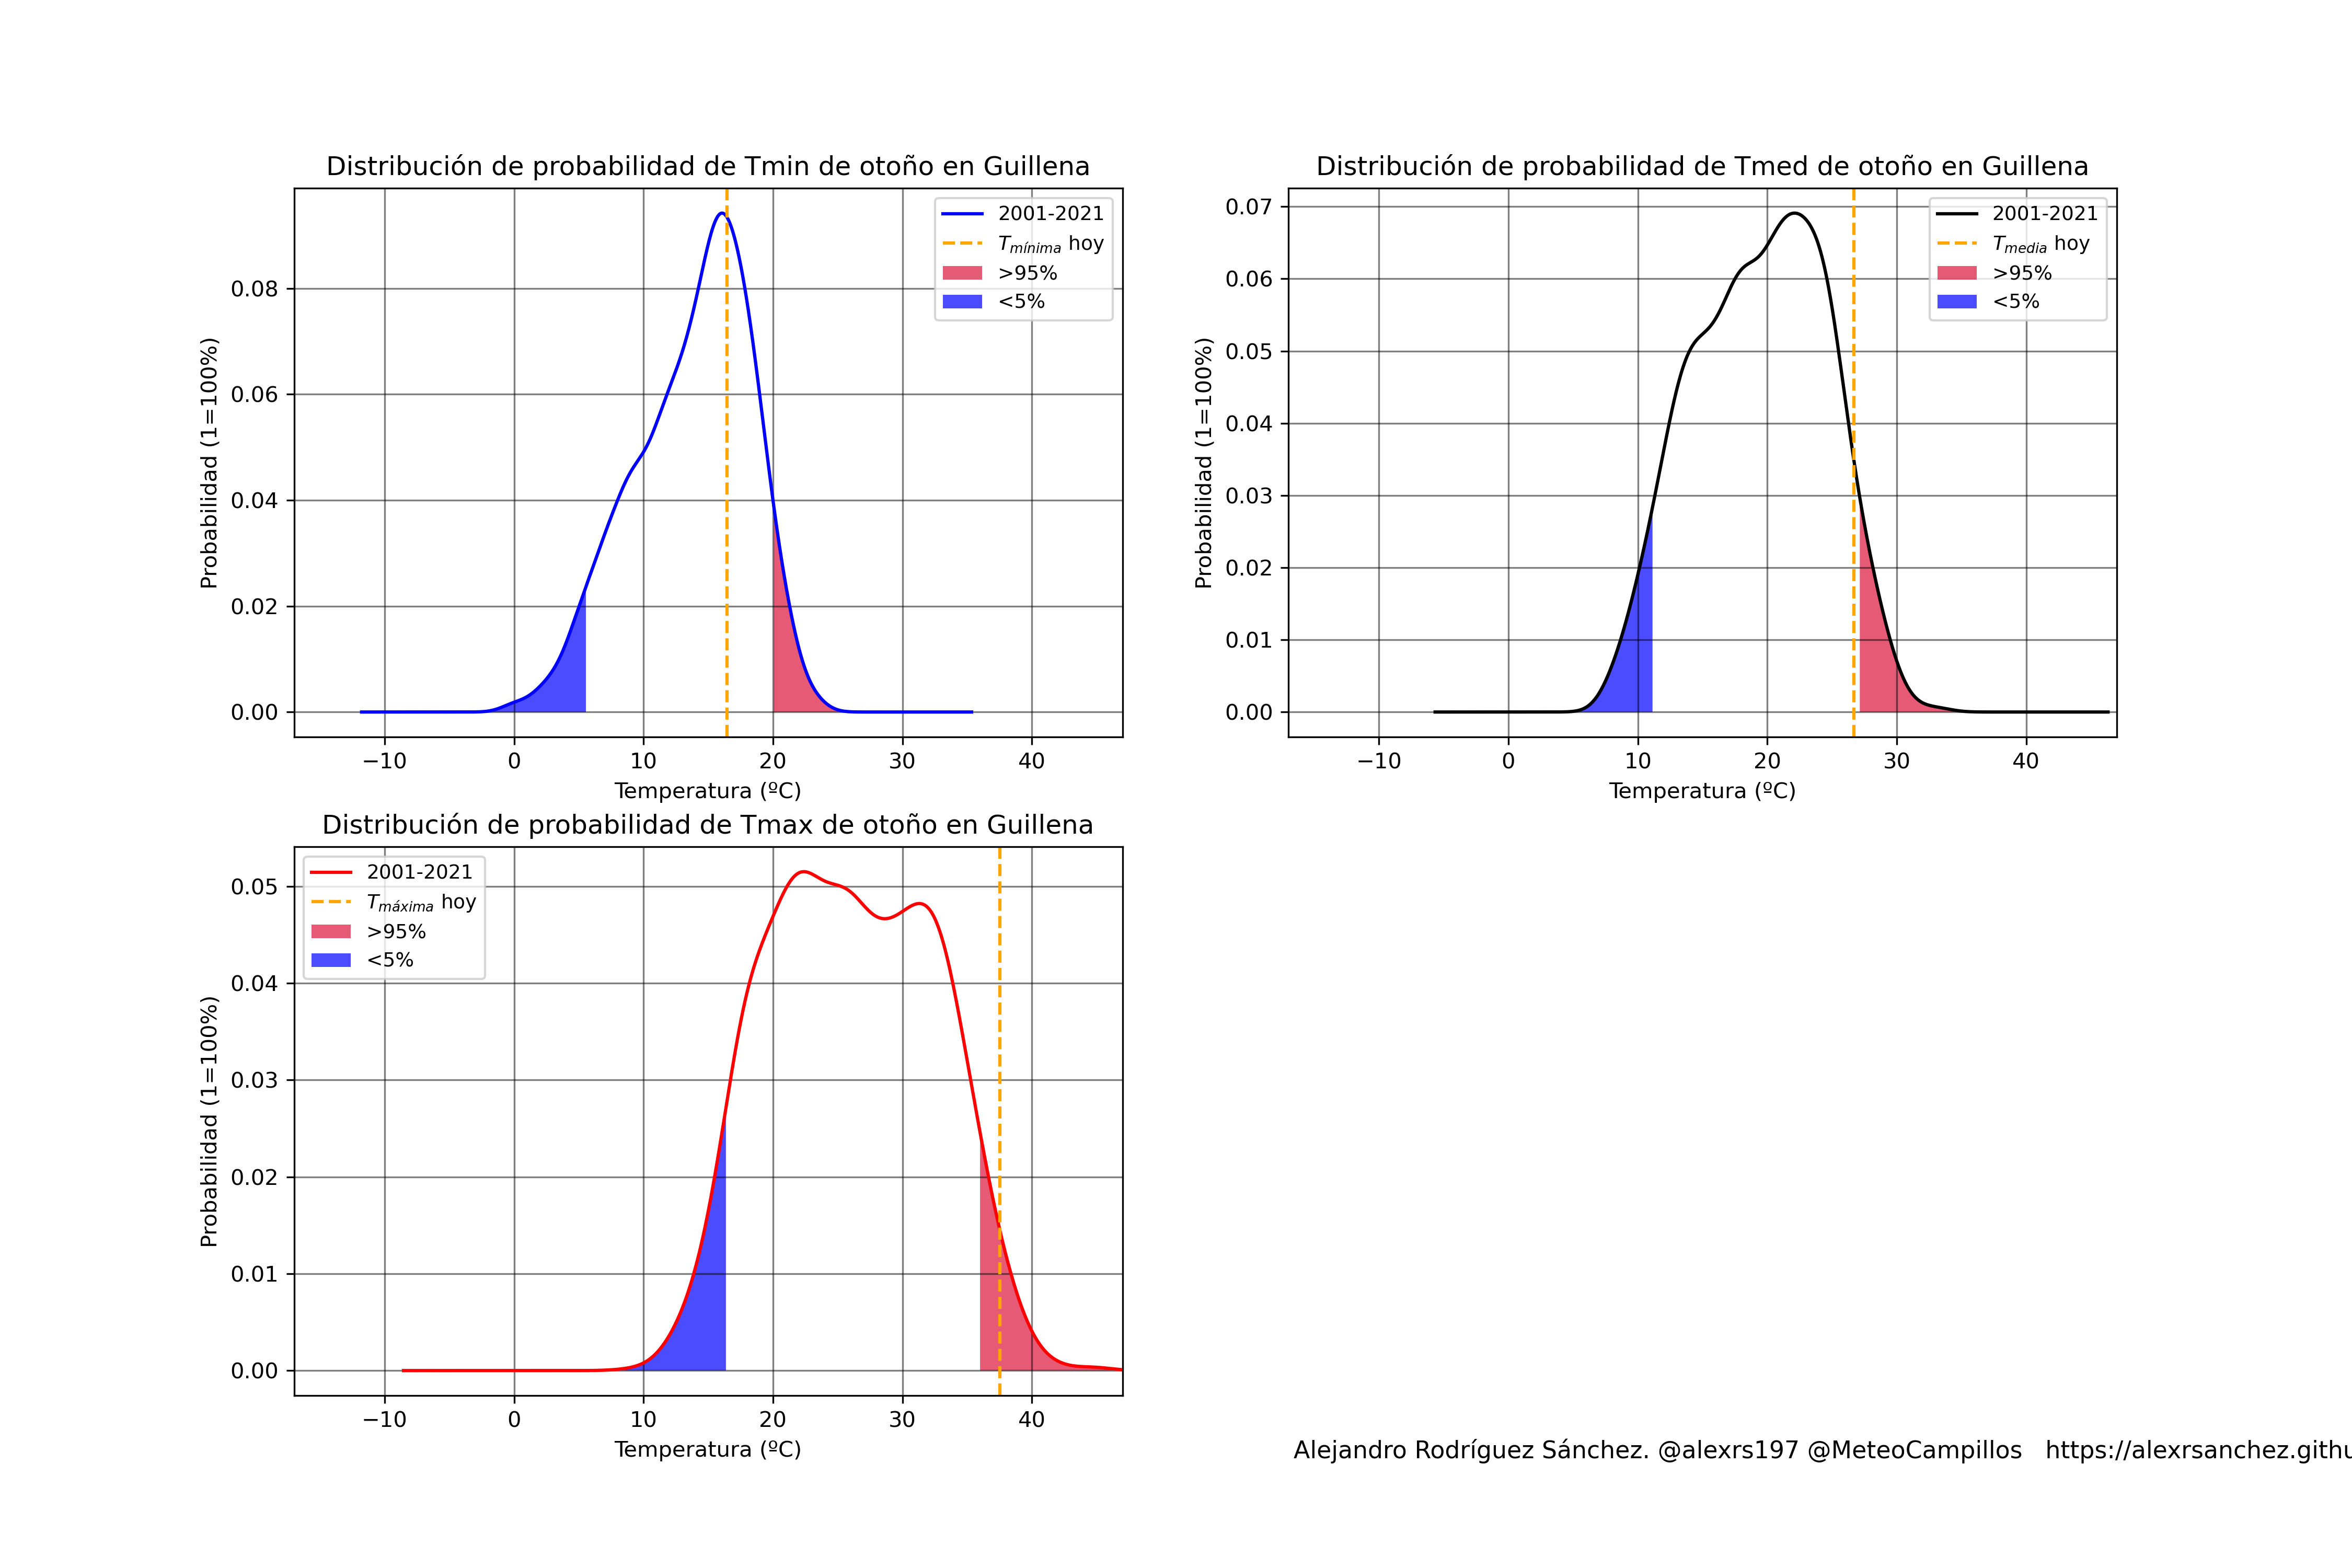 Distribución de probabilidad de Tmin de otoño en Guillena
2001-2021
Tmínima hoy
>95%
<5%
0.08
0.06
0.04
0.02
0.00
Probabilidad (1=100%)
−10 0 10 20 30 40
Temperatura (ºC)
Distribución de probabilidad de Tmed de otoño en Guillena
2001-2021
Tmedia hoy
>95%
<5%
0.07
0.06
0.05
0.04
0.03
0.02
0.01
0.00
Probabilidad (1=100%)
−10 0 10 20 30 40
Temperatura (ºC)
Distribución de probabilidad de Tmax de otoño en Guillena
2001-2021
Tmáxima hoy
>95%
<5%
0.05
0.04
0.03
0.02
0.01
0.00
Probabilidad (1=100%)
−10 0 10 20 30 40
Temperatura (ºC)
Alejandro Rodríguez Sánchez. @alexrs197 @MeteoCampillos https://alexrsanchez.githu